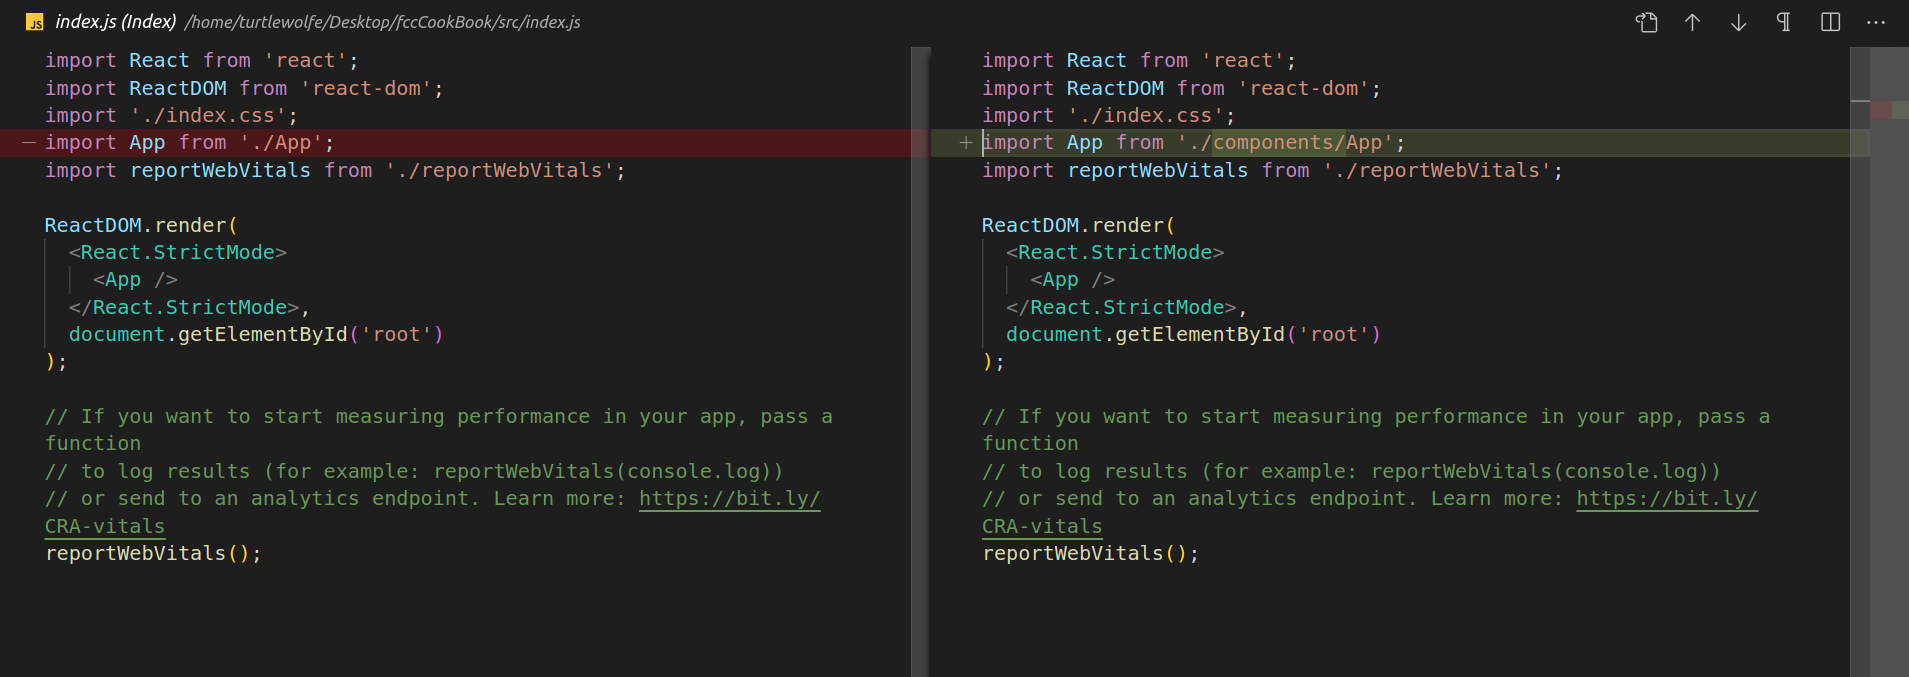 JS index.js (Index) /home/turtlewolfe/Desktop/fccCookBook/src/index.js
import React from 'react';
import ReactDOM from 'react-dom';
import './index.css';
— import App from './App';
import reportWebVitals from './reportWebVitals';
ReactDOM.render(
<React.StrictMode>
<App />
</React.StrictMode>,
document.getElementById('root')
);
// If you want to start measuring performance in your app, pass a
function
// to log results (for example: reportWebVitals(console.log))
// or send to an analytics endpoint. Learn more: https://bit.ly/
CRA-vitals
reportWebVitals();
import React from 'react';
import ReactDOM from 'react-dom';
import './index.css';
+ import App from './components/App';
import reportWebVitals from './reportWebVitals';
ReactDOM.render(
<React.StrictMode>
<App />
</React.StrictMode>,
document.getElementById('root')
);
// If you want to start measuring performance in your app, pass a
function
// to log results (for example: reportWebVitals(console.log))
// or send to an analytics endpoint. Learn more: https://bit.ly/
CRA-vitals
reportWebVitals();